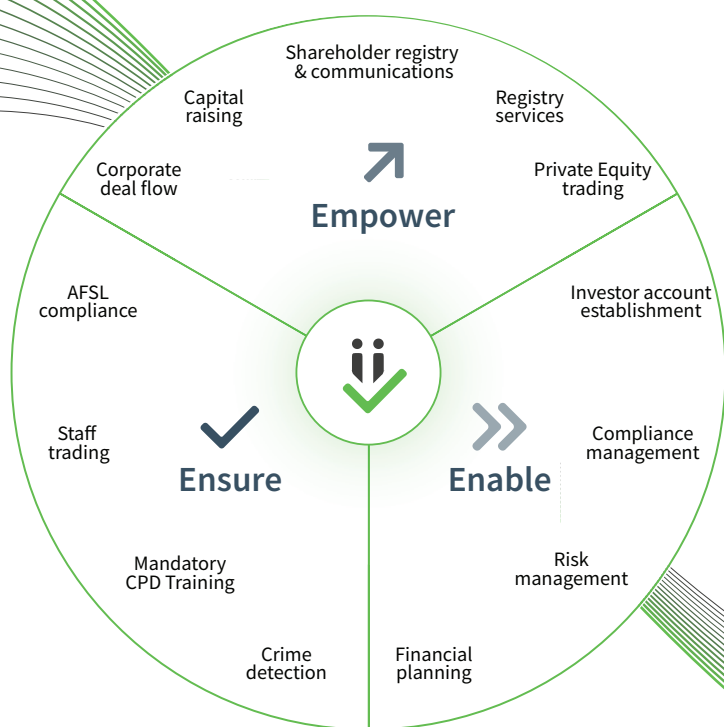 Shareholder registry
& communications
Capital
raising
Registry
services
Corporate
deal flow
Private Equity
trading
Empower
AFSL
compliance
Investor account
establishment
Staff
trading
Compliance
management
Ensure
Enable
Mandatory
CPD Training
Risk
management
Crime
detection
Financial
planning